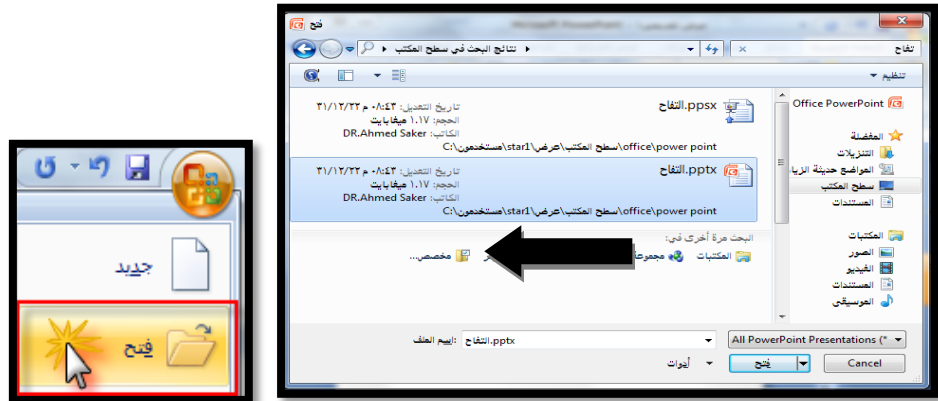 جديد
فتح
فتح
نتائج البحث في سطح المكتب
تفاح
تنظيم
Office PowerPoint
المفضلة
التنزيلات
المواضع حديثة الزيا
سطح المكتب
المستندات
المكتبات
الصور
الفيديو
المستندات
الموسيقى
التفاح.ppsx
تاريخ التعديل: ٠٨:٤٣ م ٣١/١٢/٢٢
الحجم: ١.١٧ ميغابايت
الكاتب: DR.Ahmed Saker
C:\مستخدمون\star1\سطح المكتب\عرض\office\power point
التفاح.pptx
تاريخ التعديل: ٠٨:٤٣ م ٣١/١٢/٢٢
الحجم: ١.١٧ ميغابايت
الكاتب: DR.Ahmed Saker
C:\مستخدمون\star1\سطح المكتب\عرض\office\power point
البحث مرة أخرى في:
المكتبات مخصص...
اسم الملف: التفاح.pptx
All PowerPoint Presentations (*
أدوات فتح Cancel